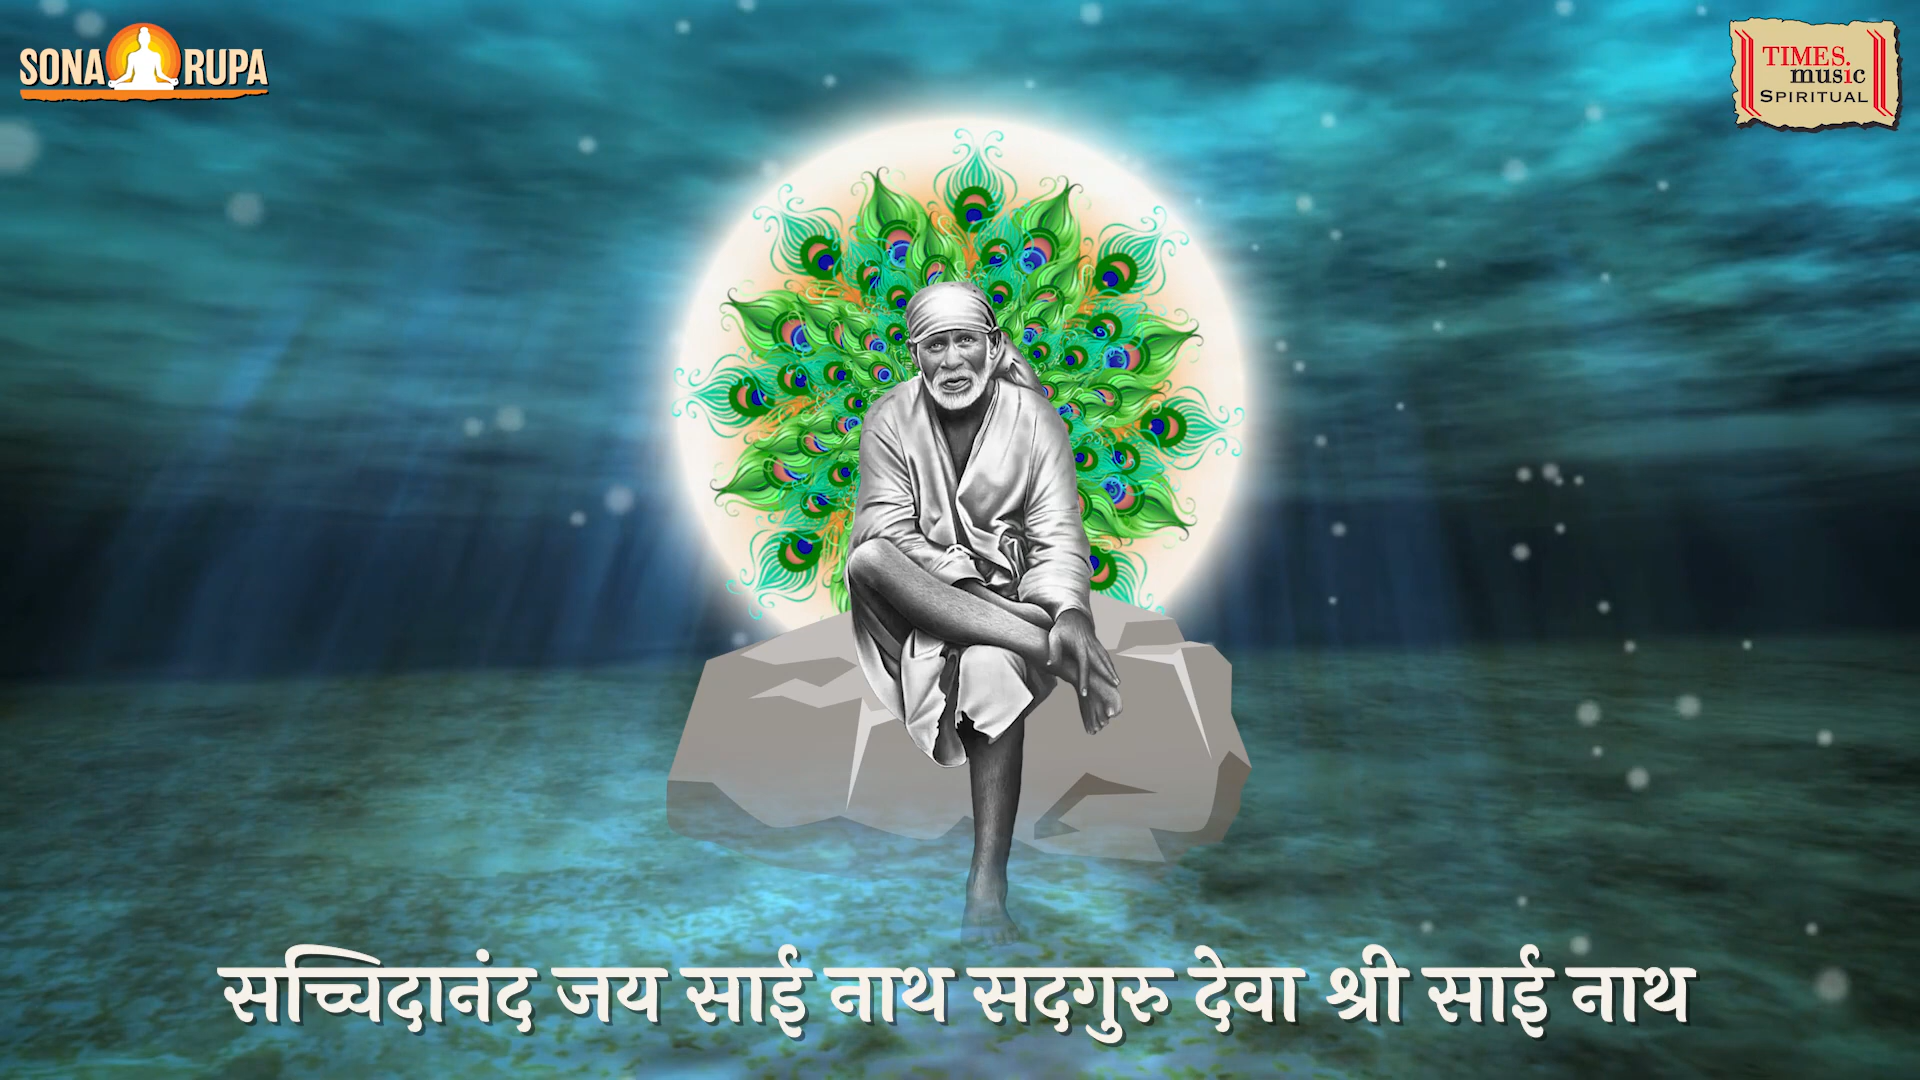 SONA RUPA
TIMES.
music
SPIRITUAL
सच्चिदानंद जय साई नाथ सदगुरु देवा श्री साई नाथ